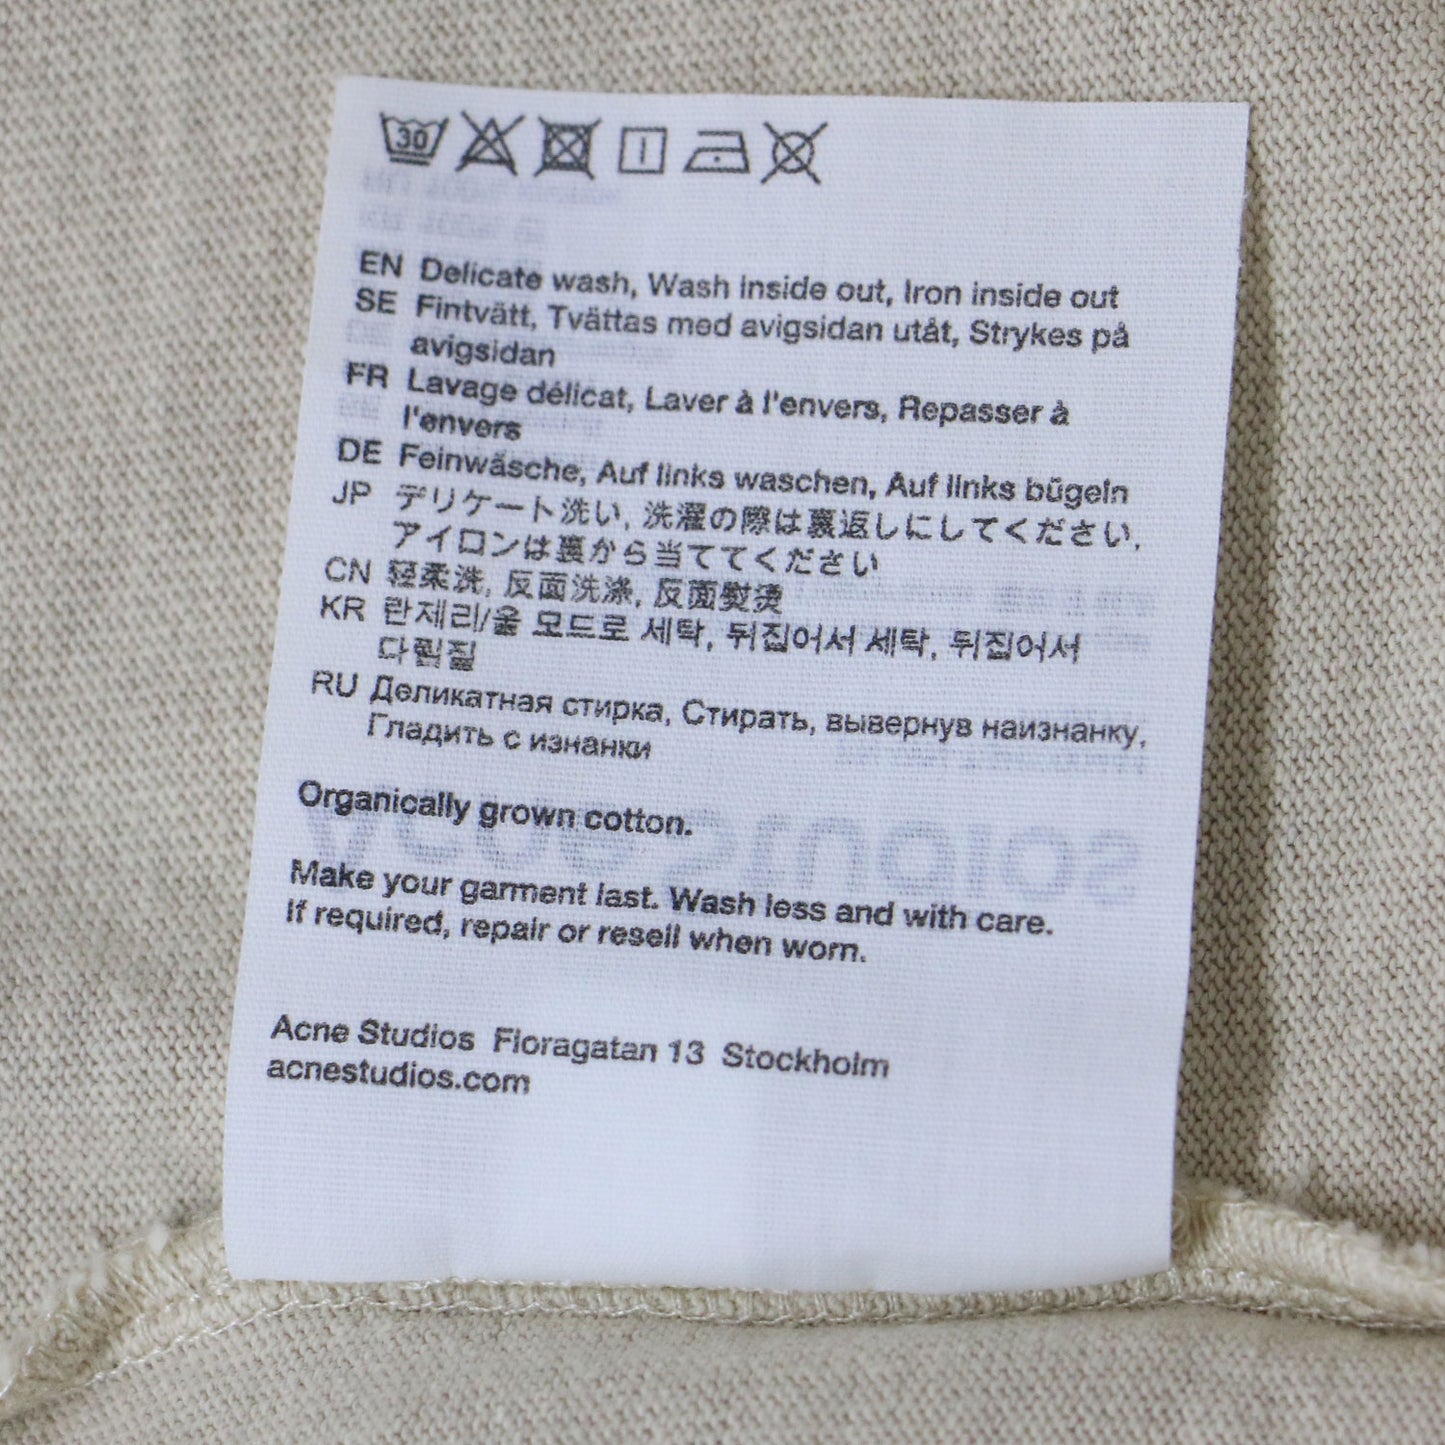 30
EN Delicate wash, Wash inside out, Iron inside out
SE Fintvätt, Tvättas med avigsidan utåt, Strykes på
avigsidan
FR Lavage délicat, Laver à l'envers, Repasser à
l'envers
DE Feinwäsche, Auf links waschen, Auf links bügeln
JP デリケート洗い, 洗濯の際は裏返しにしてください,
アイロンは裏から当ててください
CN 轻柔洗, 反面洗涤, 反面熨烫
KR 란제리/울 모드로 세탁, 뒤집어서 세탁, 뒤집어서
다림질
RU Деликатная стирка, Стирать, вывернув наизнанку,
Гладить с изнанки
Organically grown cotton.
Make your garment last. Wash less and with care.
If required, repair or resell when worn.
Acne Studios Floragatan 13 Stockholm
acnestudios.com